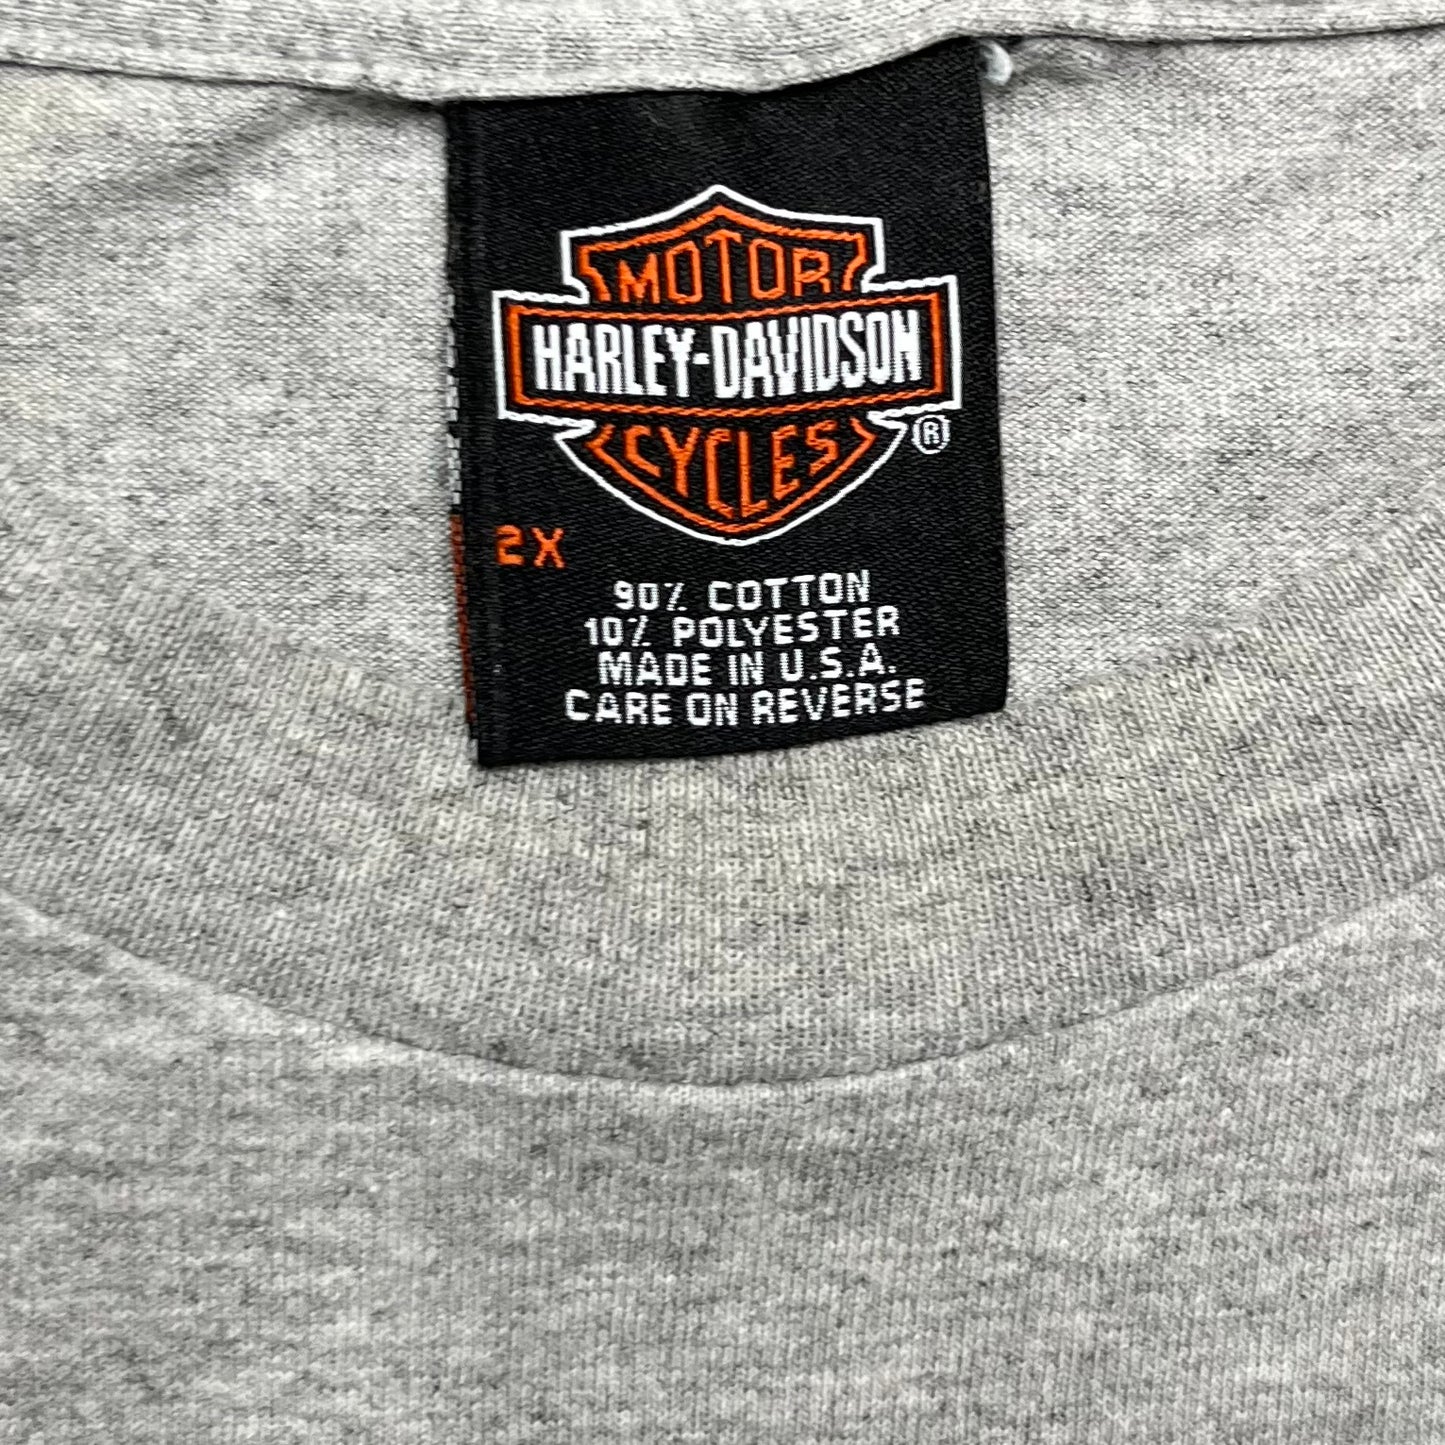 MOTOR
HARLEY-DAVIDSON
CYCLES
®
2X
90% COTTON
10% POLYESTER
MADE IN U.S.A.
CARE ON REVERSE